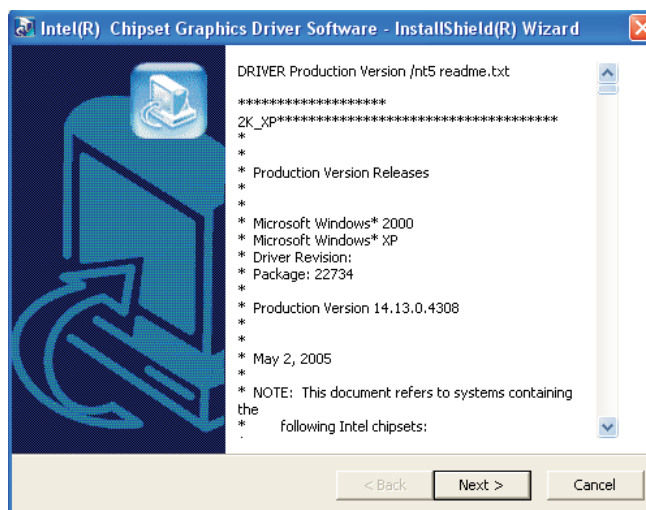 Intel(R) Chipset Graphics Driver Software - InstallShield(R) Wizard
DRIVER Production Version /nt5 readme.txt
*******************
2K_XP************************************
*
*
* Production Version Releases
*
*
* Microsoft Windows* 2000
* Microsoft Windows* XP
* Driver Revision:
* Package: 22734
*
* Production Version 14.13.0.4308
*
*
* May 2, 2005
*
* NOTE: This document refers to systems containing
the
* following Intel chipsets:
< Back
Next >
Cancel